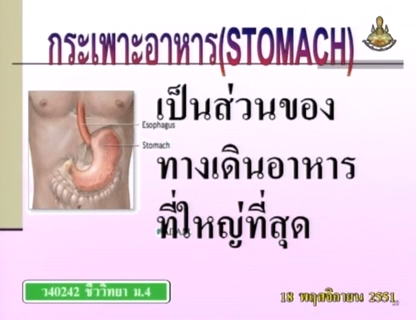 กระเพาะอาหาร(STOMACH)
เป็นส่วนของ
ทางเดินอาหาร
ที่ใหญ่ที่สุด
Esophagus
Stomach
ว40242 ชีววิทยา ม.4
18 พฤศจิกายน 2551